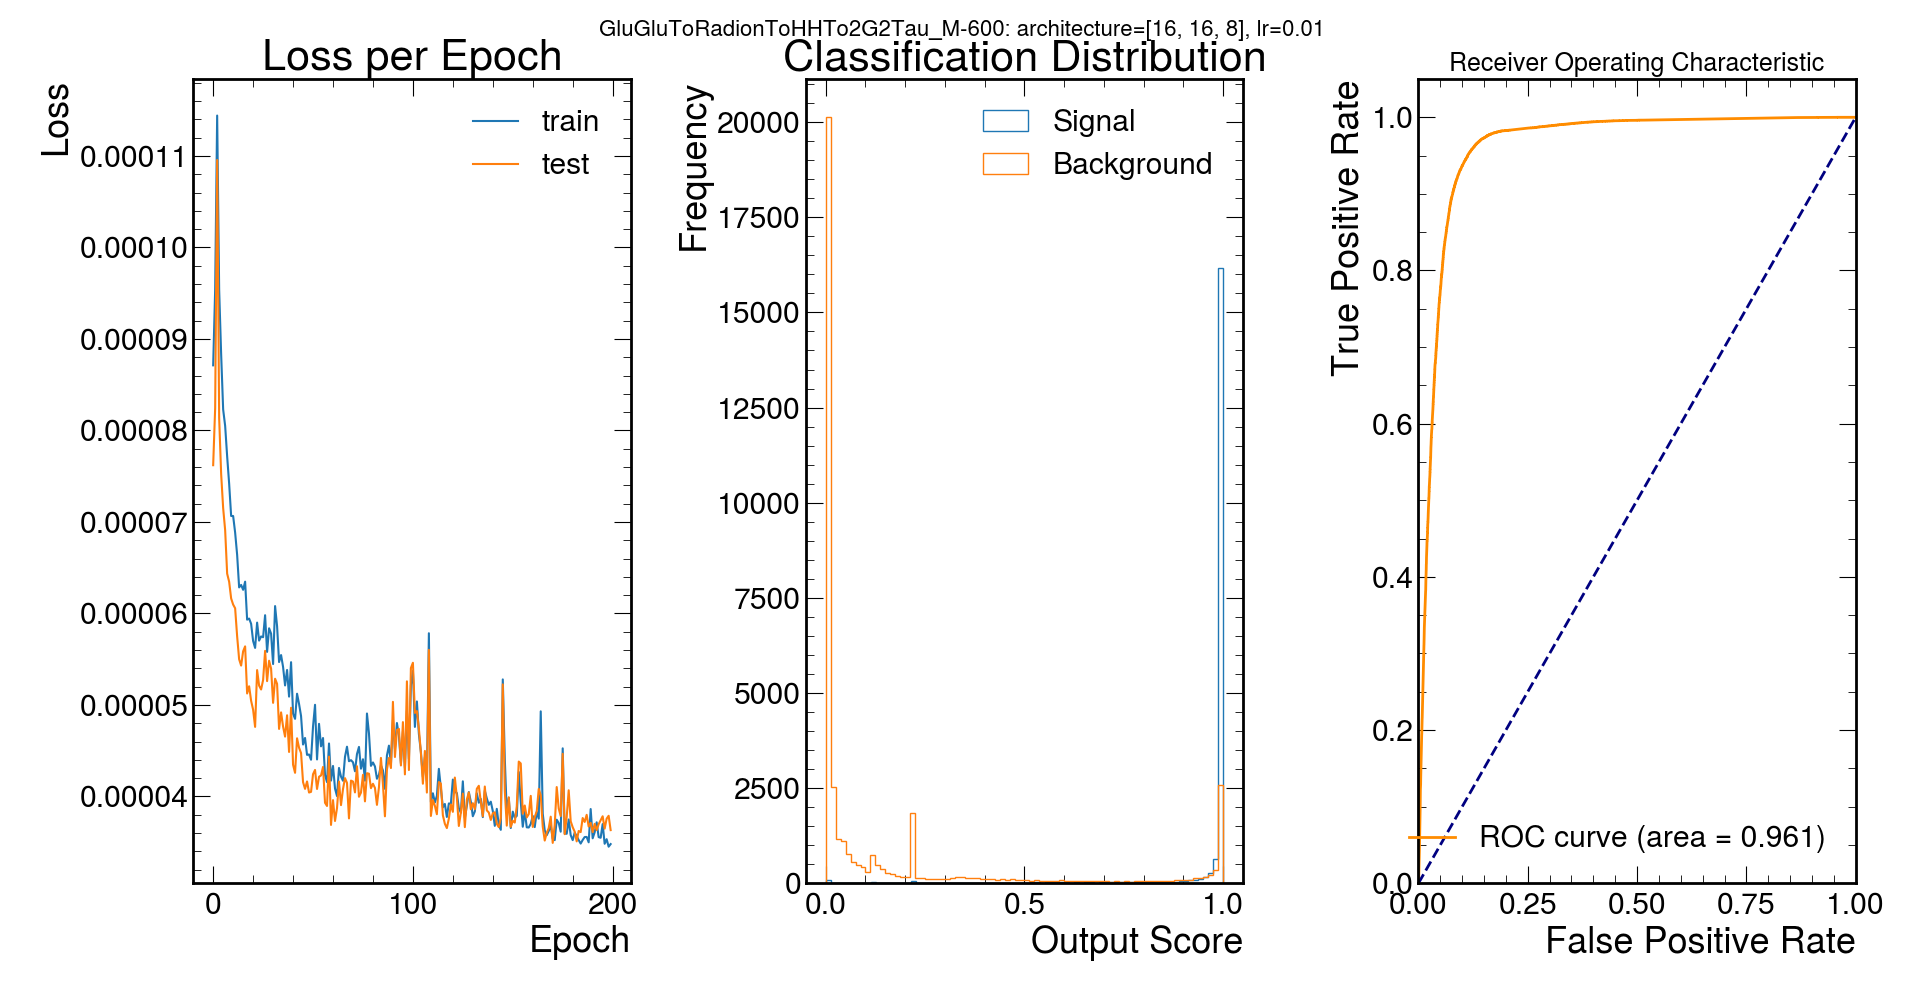 GluGluToRadionToHHTo2G2Tau_M-600: architecture=[16, 16, 8], lr=0.01
Loss per Epoch
Loss
0.00011
0.00010
0.00009
0.00008
0.00007
0.00006
0.00005
0.00004
train
test
0
100
200
Epoch
Classification Distribution
Frequency
20000
17500
15000
12500
10000
7500
5000
2500
0
Signal
Background
0.0
0.5
1.0
Output Score
Receiver Operating Characteristic
True Positive Rate
1.0
0.8
0.6
0.4
0.2
0.0
ROC curve (area = 0.961)
0.00
0.25
0.50
0.75
1.00
False Positive Rate